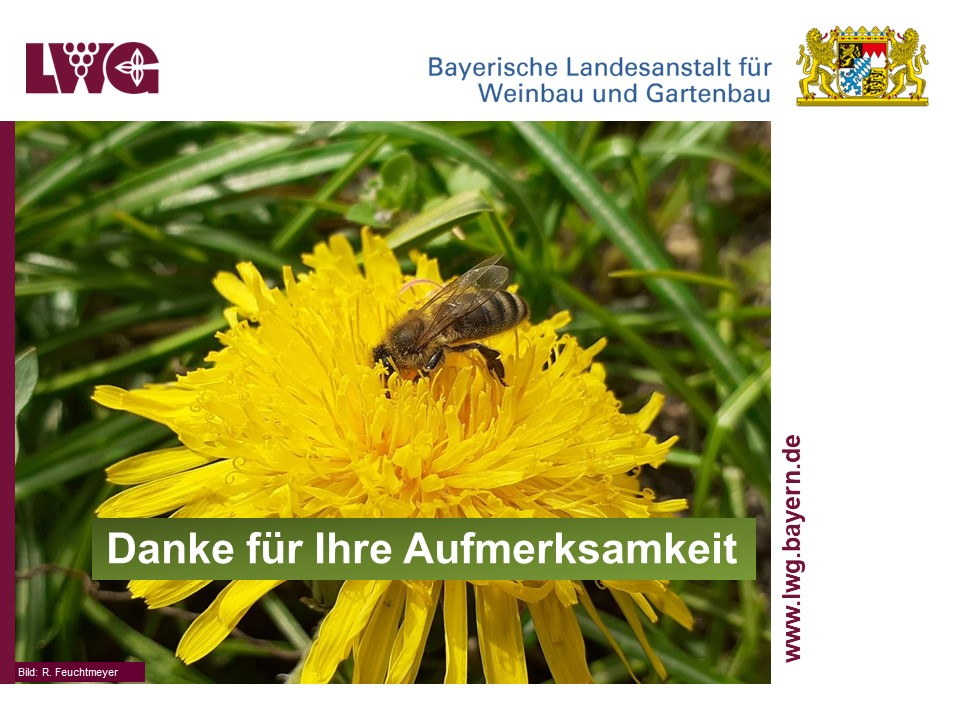 LWG
Bayerische Landesanstalt für
Weinbau und Gartenbau
Danke für Ihre Aufmerksamkeit
www.lwg.bayern.de
Bild: R. Feuchtmeyer